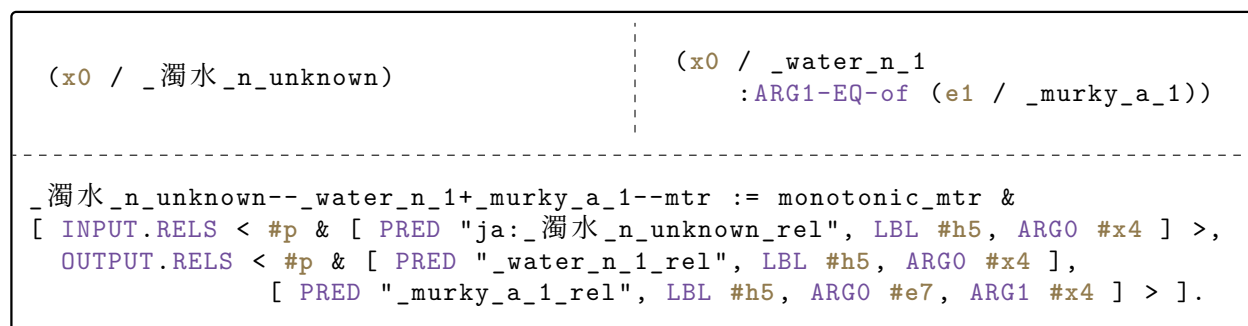 (x0 / _濁水_n_unknown)
(x0 / _water_n_1
:ARG1-EQ-of (e1 / _murky_a_1))
_濁水_n_unknown--_water_n_1+_murky_a_1--mtr := monotonic_mtr &
[ INPUT.RELS < #p & [ PRED "ja:_濁水_n_unknown_rel", LBL #h5, ARG0 #x4 ] >,
OUTPUT.RELS < #p & [ PRED "_water_n_1_rel", LBL #h5, ARG0 #x4 ],
[ PRED "_murky_a_1_rel", LBL #h5, ARG0 #e7, ARG1 #x4 ] > ].